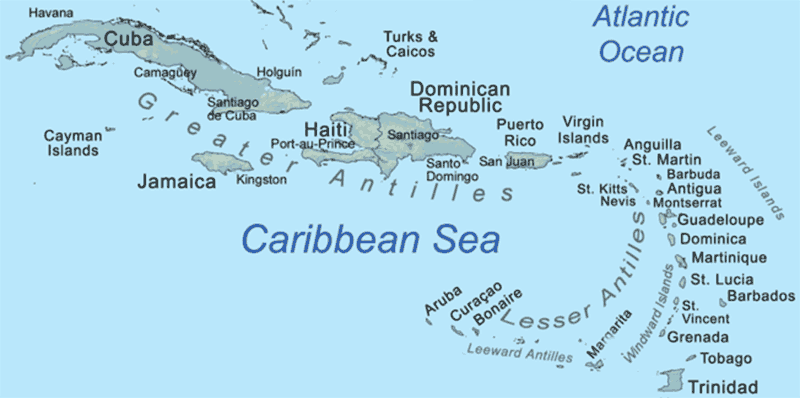 Atlantic
Ocean
Havana
Cuba
Turks &
Caicos
Camagüey
Holguín
Santiago
de Cuba
Greater Antilles
Cayman
Islands
Jamaica
Kingston
Haiti
Port-au-Prince
Dominican
Republic
Santiago
Santo
Domingo
Puerto
Rico
San Juan
Virgin
Islands
Anguilla
St. Martin
Barbuda
St. Kitts
Nevis
Antigua
Montserrat
Leeward Islands
Guadeloupe
Dominica
Martinique
St. Lucia
Barbados
St.
Vincent
Grenada
Windward Islands
Lesser Antilles
Caribbean Sea
Aruba
Curaçao
Bonaire
Leeward Antilles
Margarita
Tobago
Trinidad